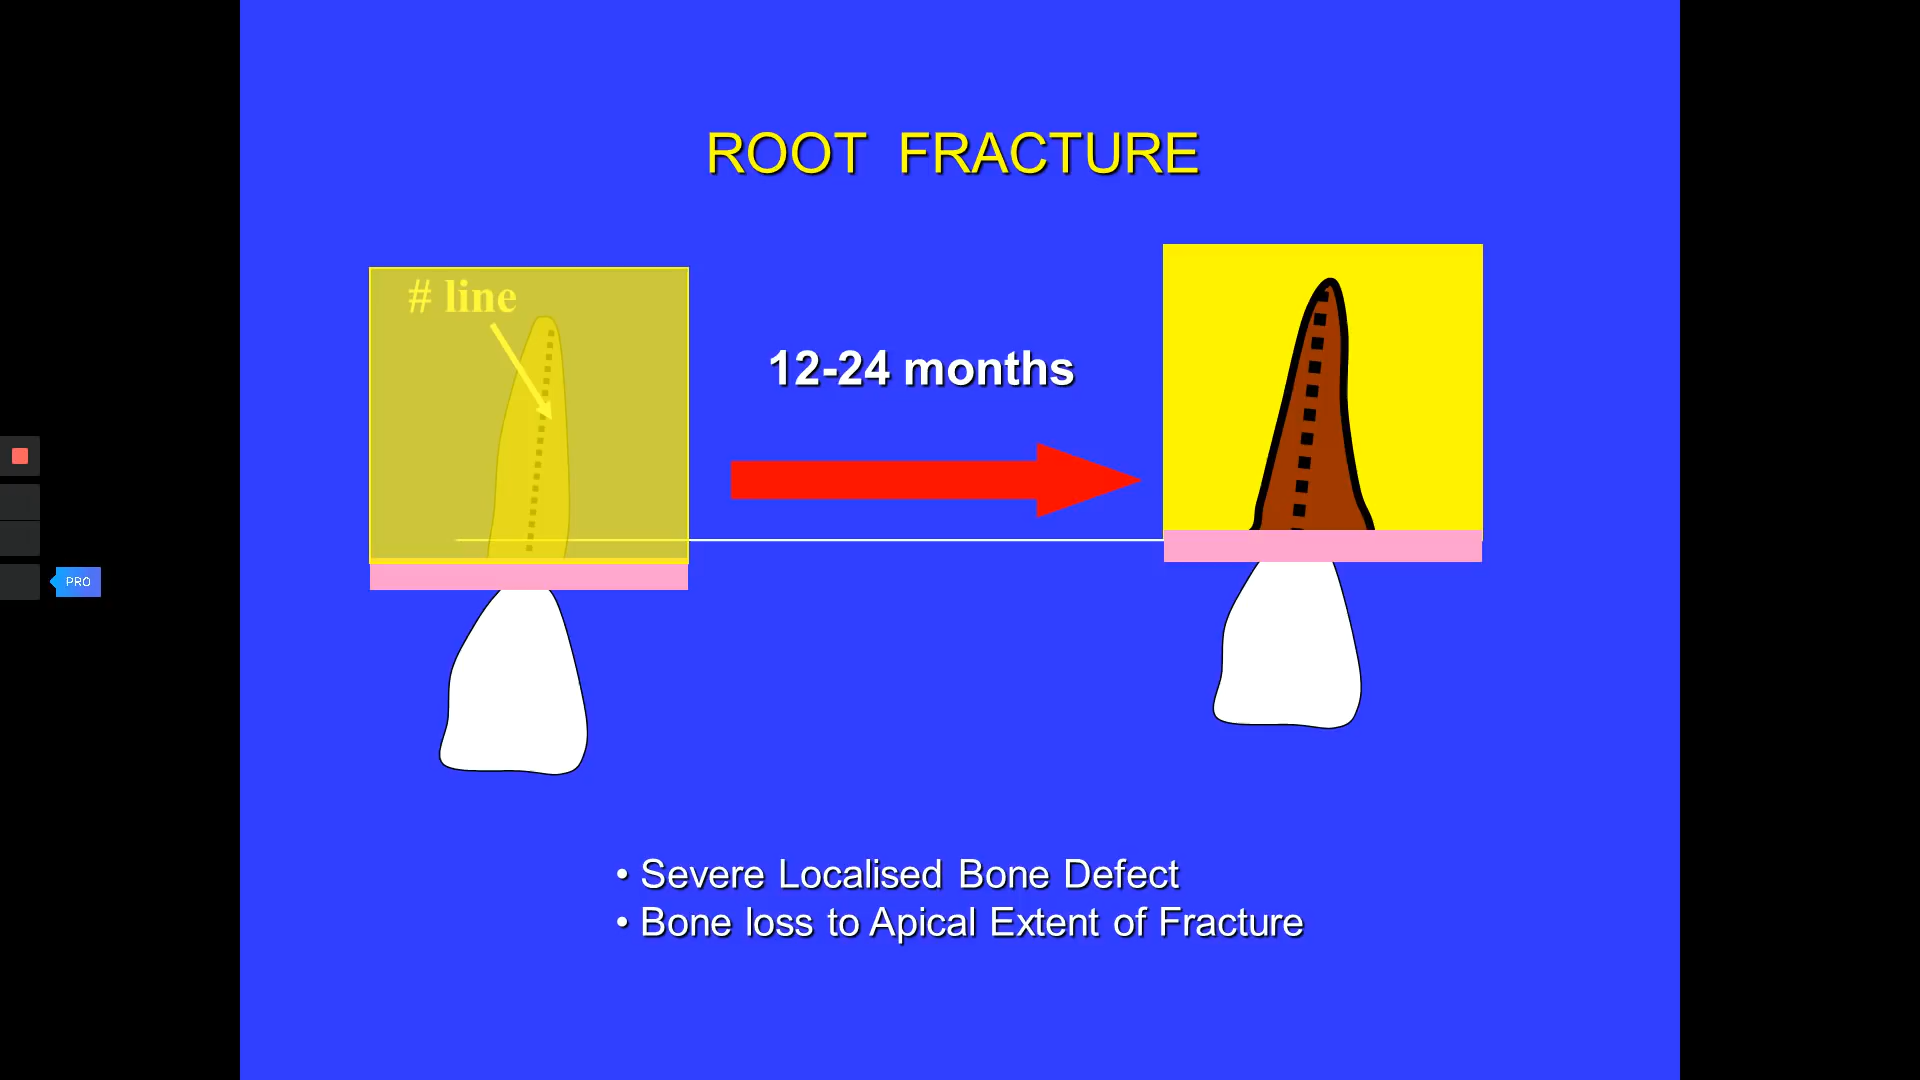 ROOT FRACTURE
# line
12-24 months
PRO
• Severe Localised Bone Defect
• Bone loss to Apical Extent of Fracture